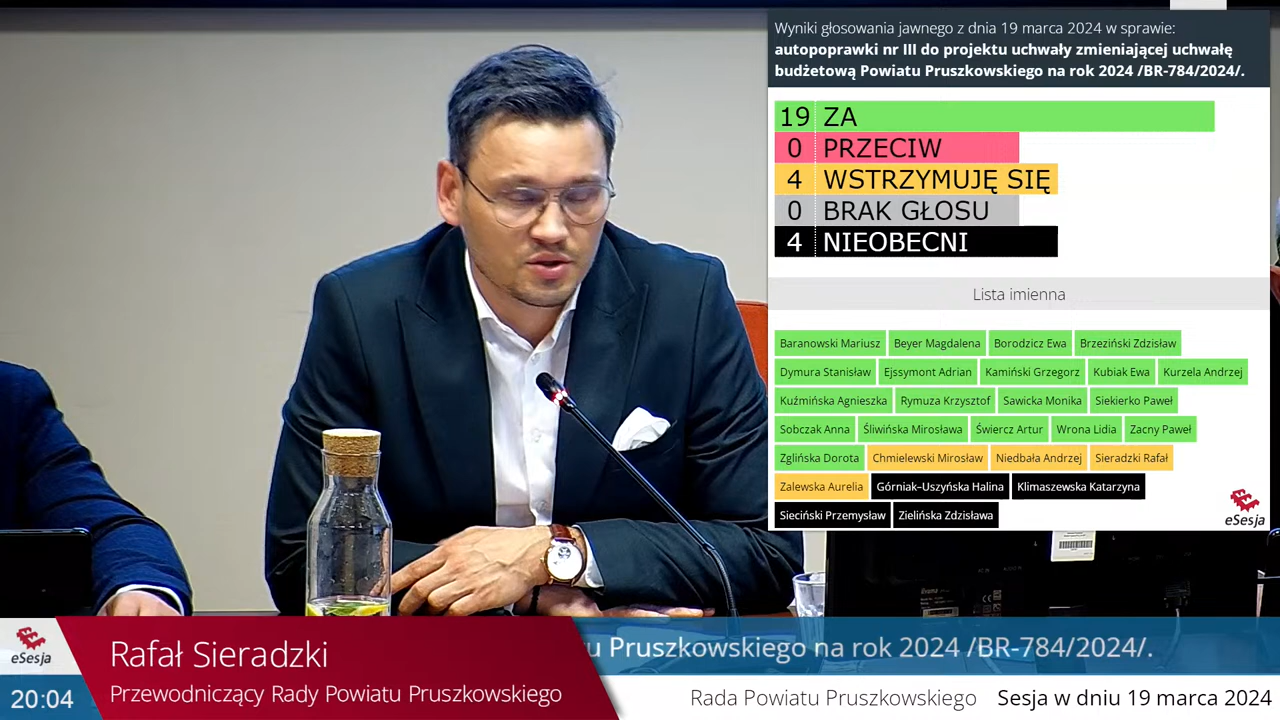 Wyniki głosowania jawnego z dnia 19 marca 2024 w sprawie:
autopoprawki nr III do projektu uchwały zmieniającej uchwałę
budżetową Powiatu Pruszkowskiego na rok 2024 /BR-784/2024/.
19 ZA
0 PRZECIW
4 WSTRZYMUJĘ SIĘ
0 BRAK GŁOSU
4 NIEOBECNI
Lista imienna
Baranowski Mariusz Beyer Magdalena Borodzicz Ewa Brzeziński Zdzisław
Dymura Stanisław Ejssymont Adrian Kamiński Grzegorz Kubiak Ewa Kurzela Andrzej
Kuźmińska Agnieszka Rymuza Krzysztof Sawicka Monika Siekierko Paweł
Sobczak Anna Śliwińska Mirosława Świercz Artur Wrona Lidia Zacny Paweł
Zglińska Dorota Chmielewski Mirosław Niedbała Andrzej Sieradzki Rafał
Zalewska Aurelia Górniak–Uszyńska Halina Klimaszewska Katarzyna
Sieciński Przemysław Zielińska Zdzisława
eSesja
eSesja
Rafał Sieradzki
u Pruszkowskiego na rok 2024 /BR-784/2024/.
20:04
Przewodniczący Rady Powiatu Pruszkowskiego
Rada Powiatu Pruszkowskiego Sesja w dniu 19 marca 2024